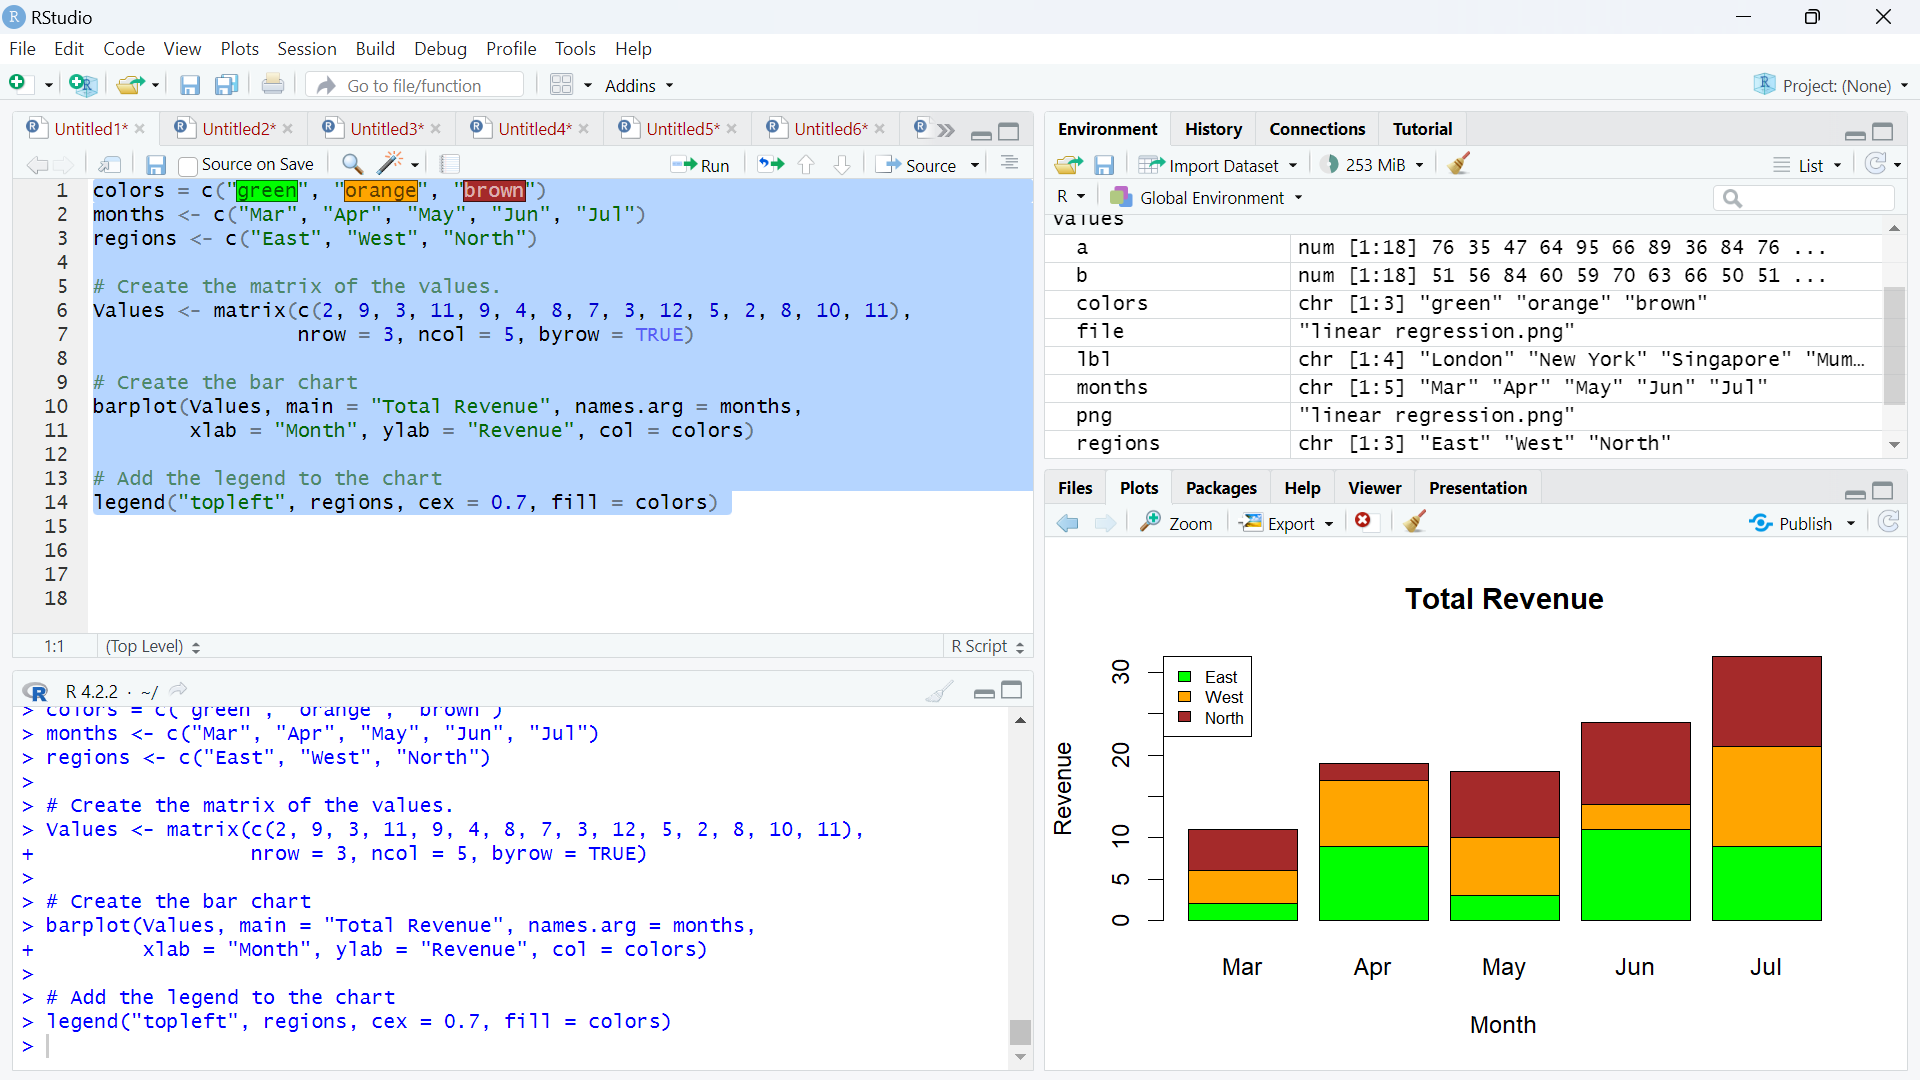 RStudio
File Edit Code View Plots Session Build Debug Profile Tools Help
Go to file/function Addins Project: (None)
Untitled1* Untitled2* Untitled3* Untitled4* Untitled5* Untitled6*
Source on Save Run Source
1 colors = c("green", "orange", "brown")
2 months <- c("Mar", "Apr", "May", "Jun", "Jul")
3 regions <- c("East", "West", "North")
4
5 # Create the matrix of the values.
6 Values <- matrix(c(2, 9, 3, 11, 9, 4, 8, 7, 3, 12, 5, 2, 8, 10, 11),
7 nrow = 3, ncol = 5, byrow = TRUE)
8
9 # Create the bar chart
10 barplot(Values, main = "Total Revenue", names.arg = months,
11 xlab = "Month", ylab = "Revenue", col = colors)
12
13 # Add the legend to the chart
14 legend("topleft", regions, cex = 0.7, fill = colors)
15
16
17
18
1:1 (Top Level) R Script
R 4.2.2 · ~/
> colors = c("green", "orange", "brown")
> months <- c("Mar", "Apr", "May", "Jun", "Jul")
> regions <- c("East", "West", "North")
>
> # Create the matrix of the values.
> Values <- matrix(c(2, 9, 3, 11, 9, 4, 8, 7, 3, 12, 5, 2, 8, 10, 11),
+ nrow = 3, ncol = 5, byrow = TRUE)
>
> # Create the bar chart
> barplot(Values, main = "Total Revenue", names.arg = months,
+ xlab = "Month", ylab = "Revenue", col = colors)
>
> # Add the legend to the chart
> legend("topleft", regions, cex = 0.7, fill = colors)
>
Environment History Connections Tutorial
Import Dataset 253 MiB List
R Global Environment
values
a num [1:18] 76 35 47 64 95 66 89 36 84 76 ...
b num [1:18] 51 56 84 60 59 70 63 66 50 51 ...
colors chr [1:3] "green" "orange" "brown"
file "linear regression.png"
lbl chr [1:4] "London" "New York" "Singapore" "Mum…
months chr [1:5] "Mar" "Apr" "May" "Jun" "Jul"
png "linear regression.png"
regions chr [1:3] "East" "West" "North"
Files Plots Packages Help Viewer Presentation
Zoom Export Publish
Total Revenue
East
West
North
Revenue
30
20
10
5
0
Mar Apr May Jun Jul
Month